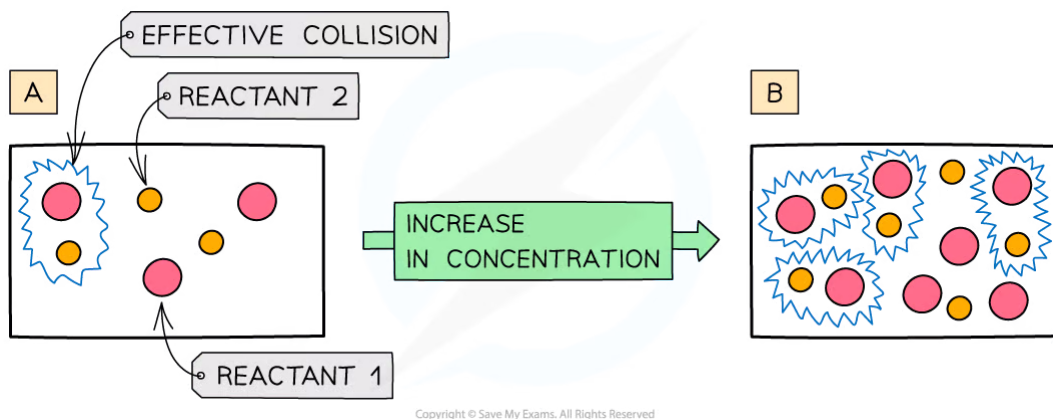 EFFECTIVE COLLISION
A
REACTANT 2
B
INCREASE
IN CONCENTRATION
REACTANT 1
Copyright © Save My Exams. All Rights Reserved